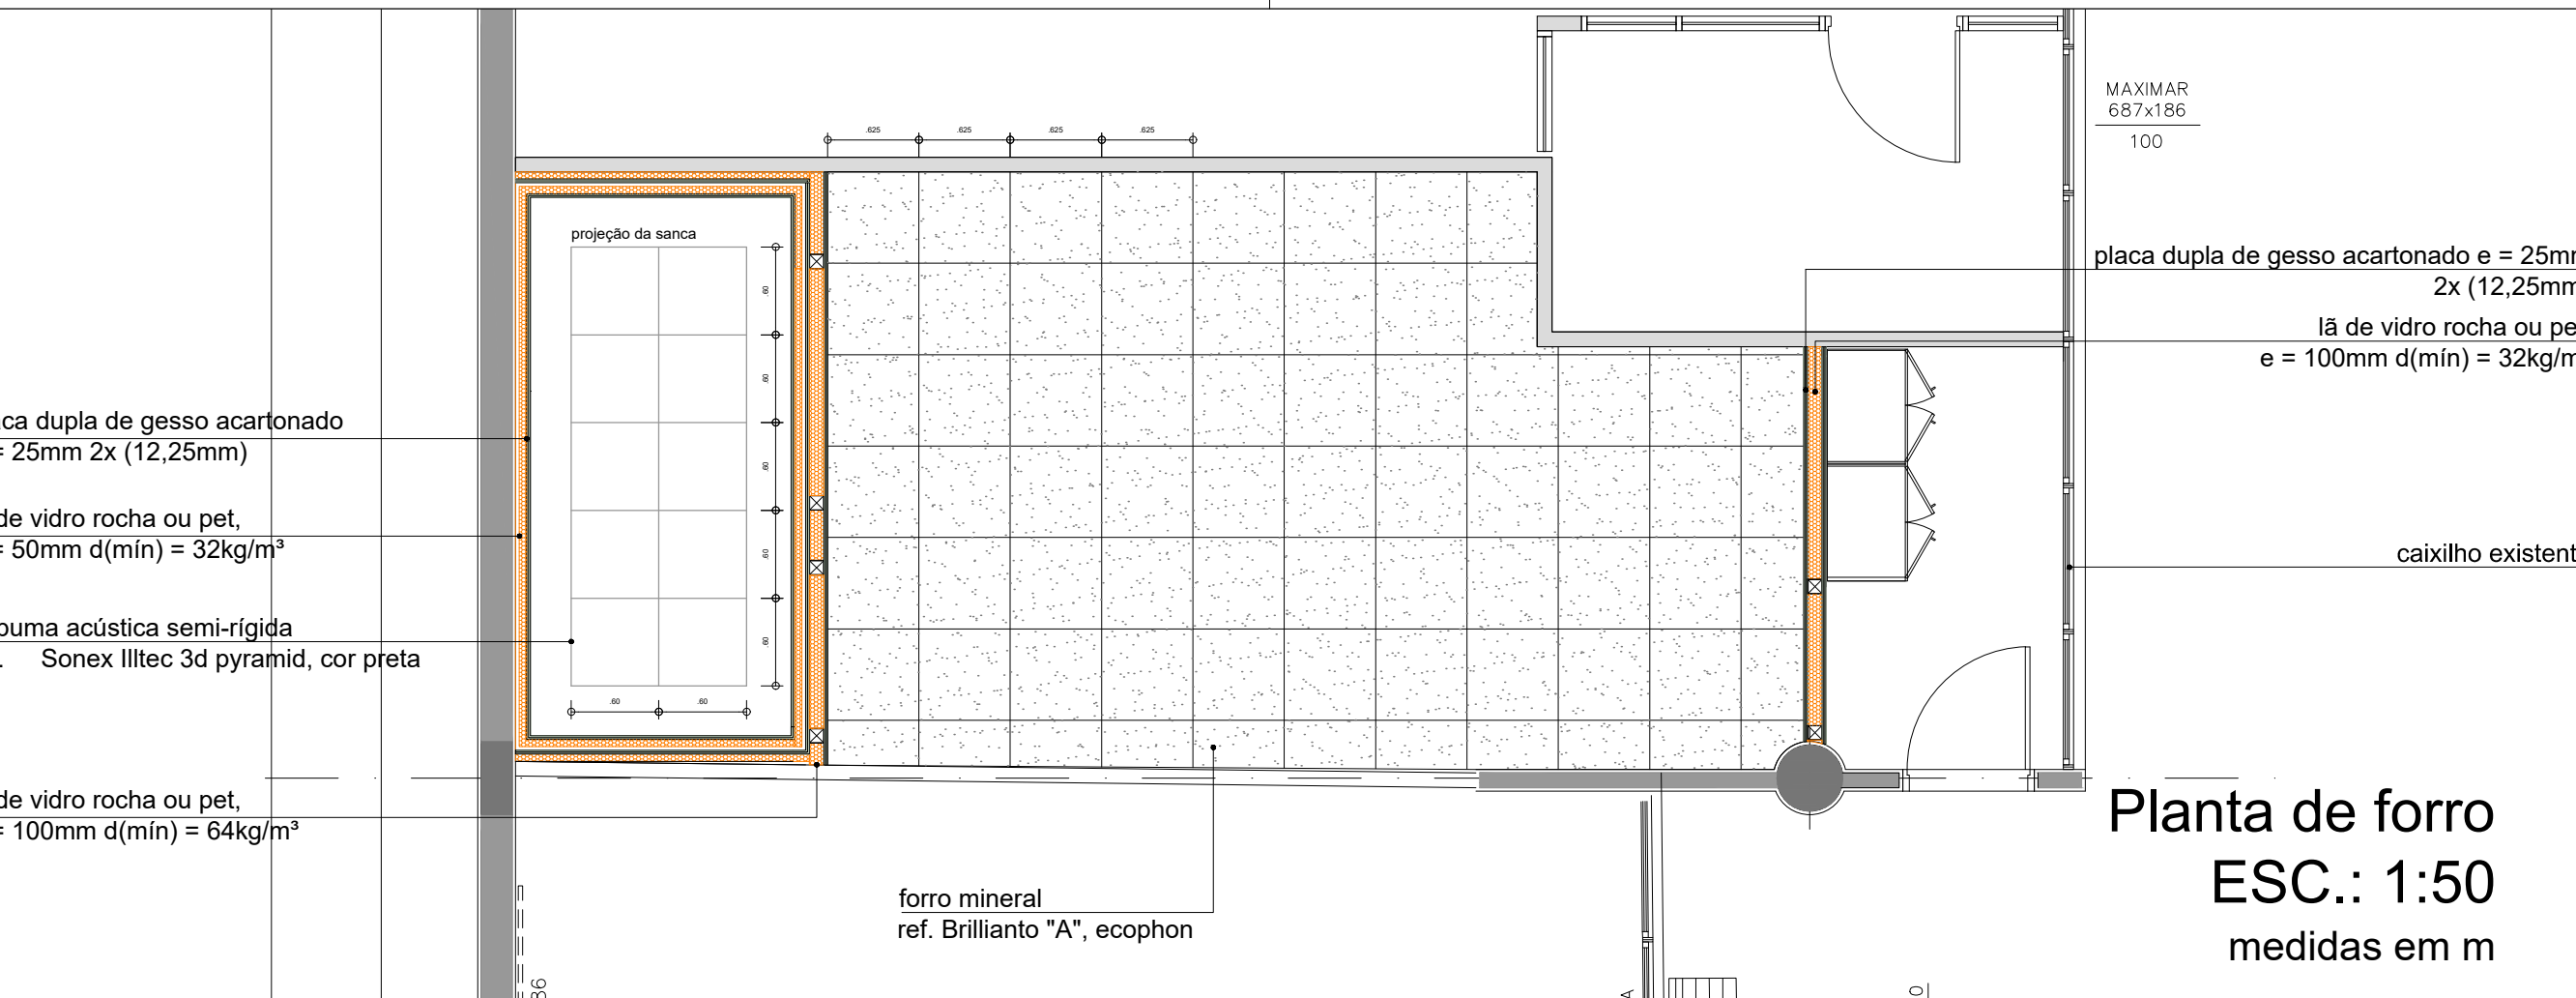 .625 .625 .625 .625
MAXIMAR
687x186
100
projeção da sanca
.60
.60
.60
.60
.60
.60 .60
placa dupla de gesso acartonado e = 25m
2x (12,25mm
lã de vidro rocha ou pe
e = 100mm d(mín) = 32kg/m
caixilho existent
ca dupla de gesso acartonado
= 25mm 2x (12,25mm)
de vidro rocha ou pet,
= 50mm d(mín) = 32kg/m³
puma acústica semi-rígida
. Sonex Illtec 3d pyramid, cor preta
de vidro rocha ou pet,
= 100mm d(mín) = 64kg/m³
forro mineral
ref. Brillianto "A", ecophon
Planta de forro
ESC.: 1:50
medidas em m
86
A
0